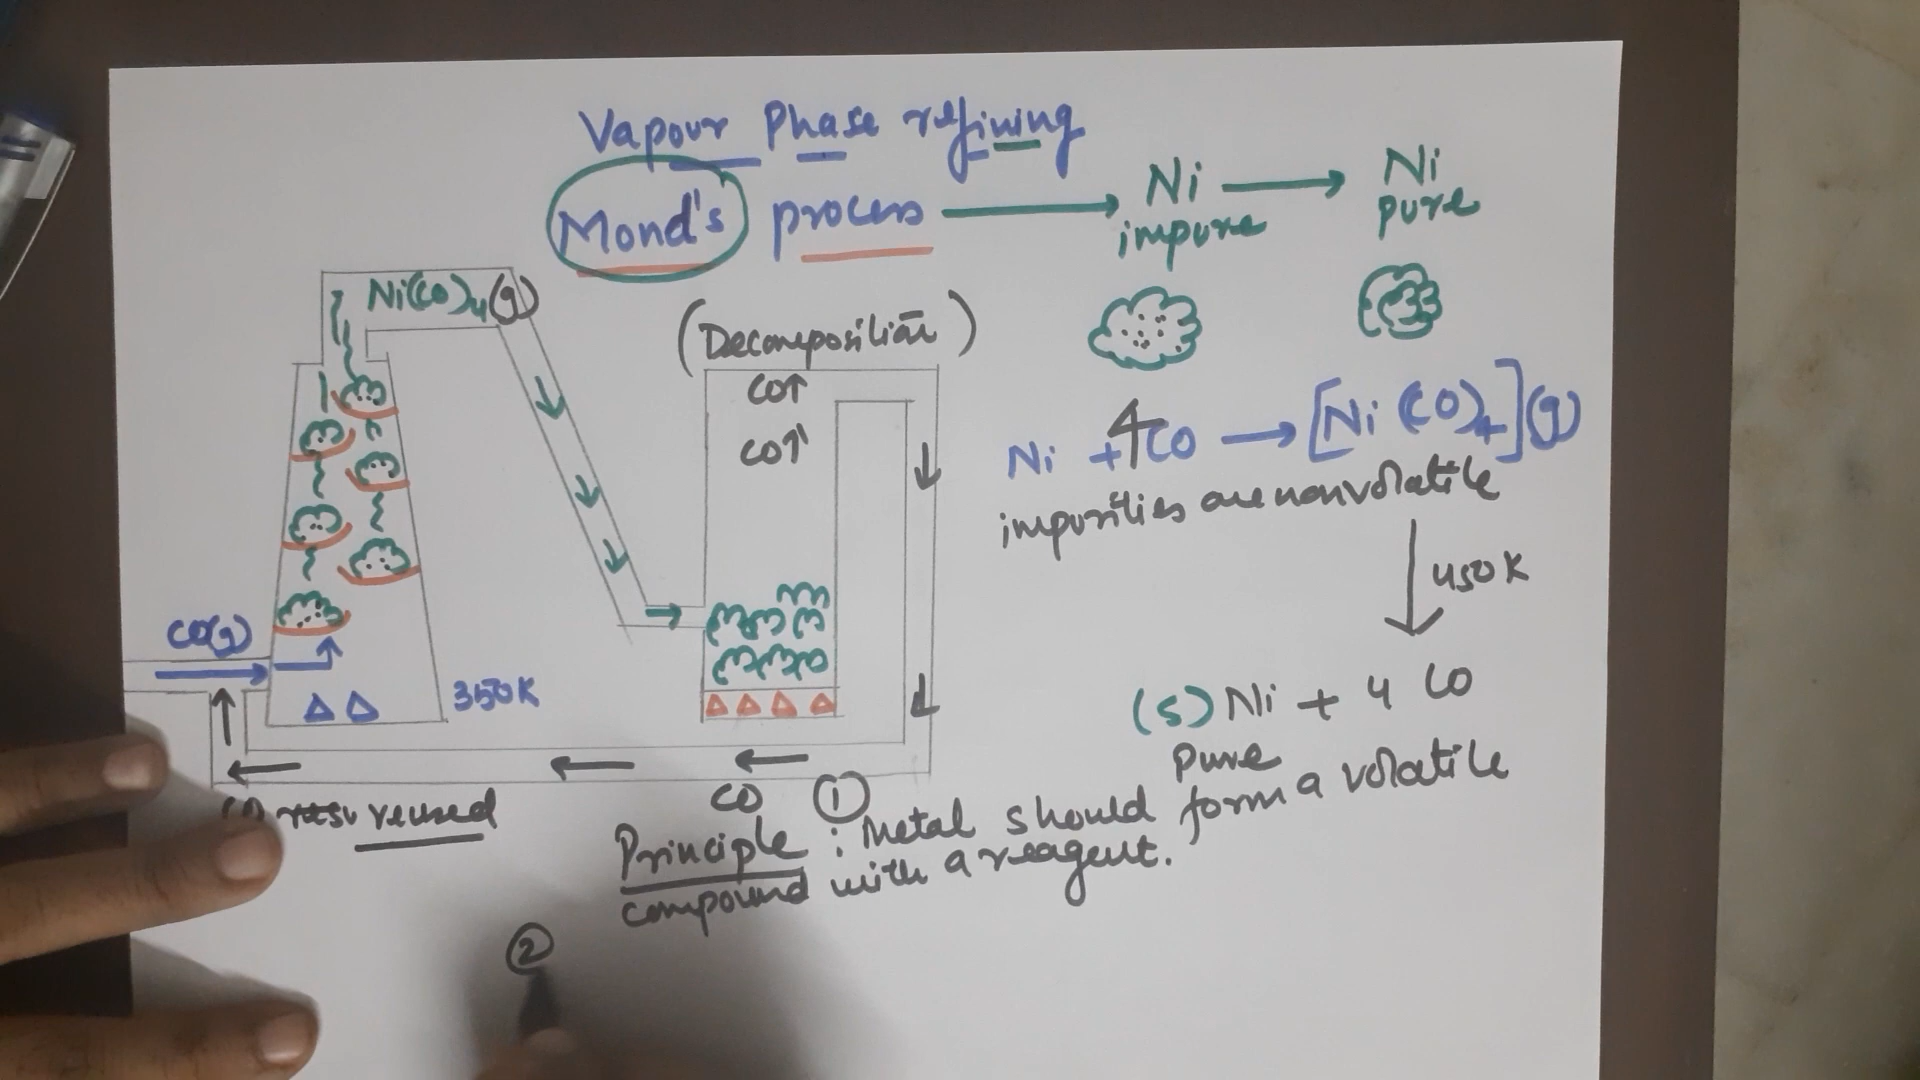 Vapour Phase refining
Mond's process → Ni impure → Ni pure
Ni(CO)4(g)
(Decomposition)
CO↑
CO↑
Ni + 4CO → [Ni(CO)4](g)
impurities are nonvolatile
450K
CO(g)
350K
(s) Ni + 4 CO
pure
CO
reused
① Principle : Metal should form a volatile
compound with a reagent.
②